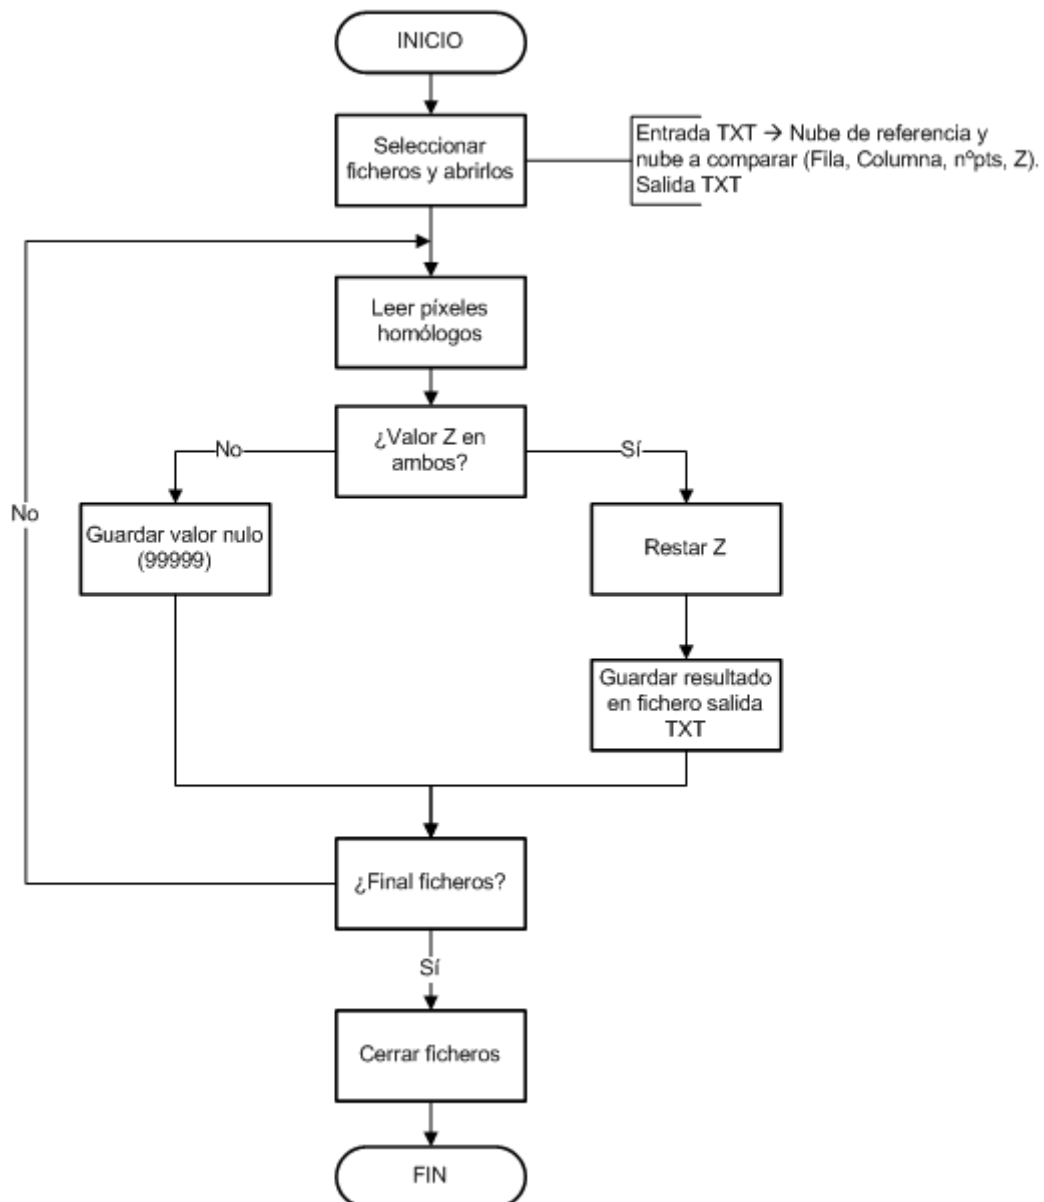 INICIO
Seleccionar
ficheros y abrirlos
Entrada TXT → Nube de referencia y
nube a comparar (Fila, Columna, nºpts, Z).
Salida TXT
Leer píxeles
homólogos
¿Valor Z en
ambos?
No
Sí
No
Guardar valor nulo
(99999)
Restar Z
Guardar resultado
en fichero salida
TXT
¿Final ficheros?
Sí
Cerrar ficheros
FIN